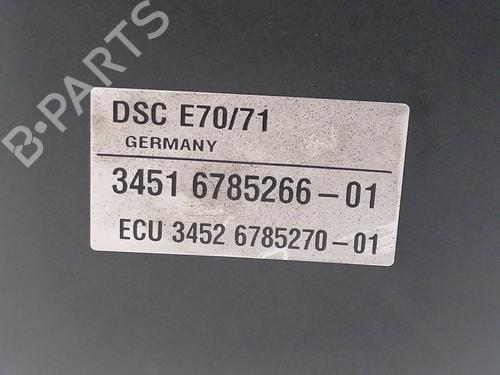 B-PARTS
DSC E70/71
GERMANY
3451 6785266-01
ECU 3452 6785270-01